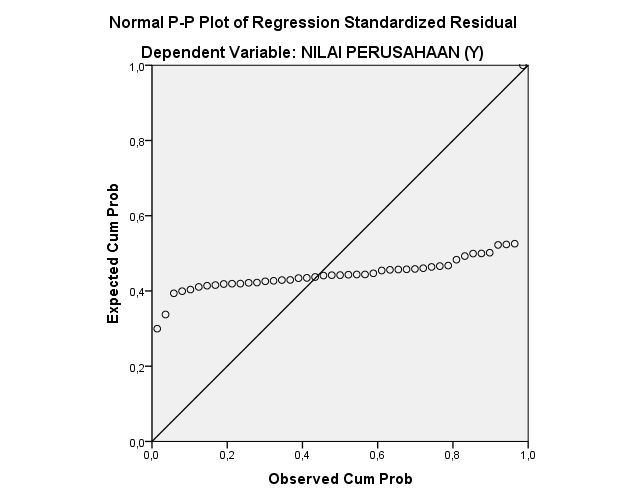 Normal P-P Plot of Regression Standardized Residual
Dependent Variable: NILAI PERUSAHAAN (Y)
Expected Cum Prob
1,0
0,8
0,6
0,4
0,2
0,0
0,0 0,2 0,4 0,6 0,8 1,0
Observed Cum Prob